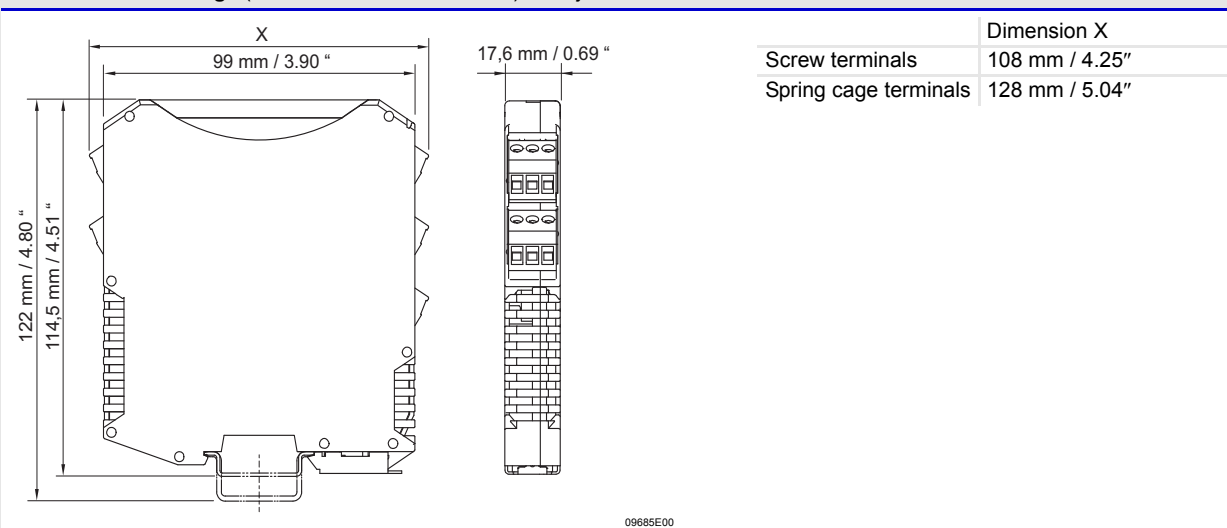 X
99 mm / 3.90 “
17,6 mm / 0.69 “
122 mm / 4.80 “
114,5 mm / 4.51 “
Dimension X
Screw terminals 108 mm / 4.25″
Spring cage terminals 128 mm / 5.04″
09685E00